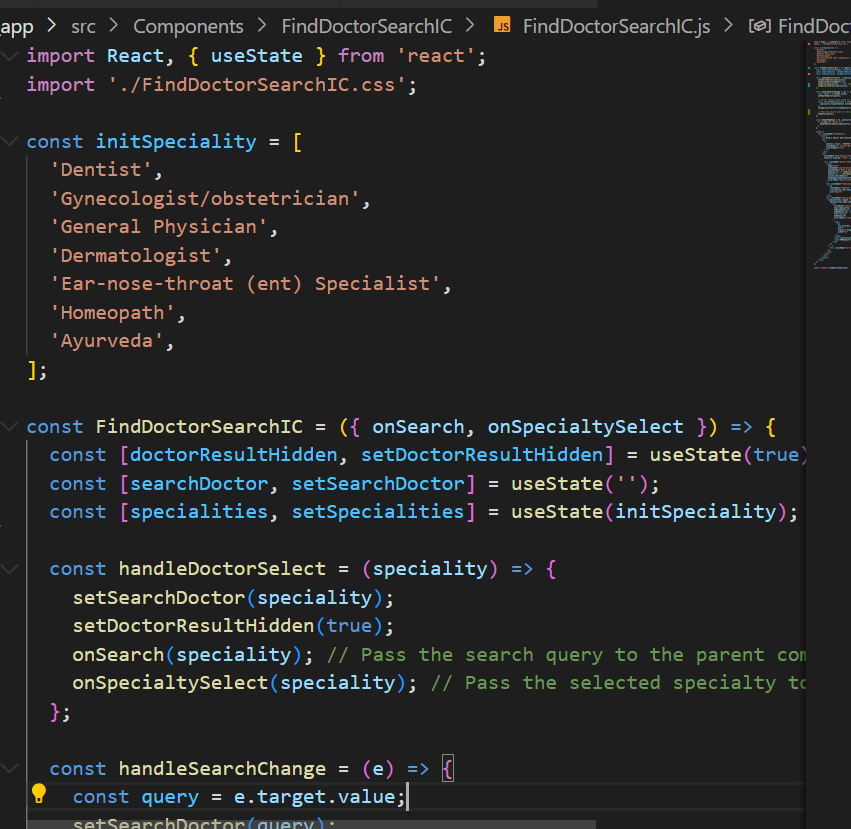 app > src > Components > FindDoctorSearchIC > JS FindDoctorSearchIC.js >
import React, { useState } from 'react';
import './FindDoctorSearchIC.css';
const initSpeciality = [
'Dentist',
'Gynecologist/obstetrician',
'General Physician',
'Dermatologist',
'Ear-nose-throat (ent) Specialist',
'Homeopath',
'Ayurveda',
];
const FindDoctorSearchIC = ({ onSearch, onSpecialtySelect }) => {
const [doctorResultHidden, setDoctorResultHidden] = useState(true)
const [searchDoctor, setSearchDoctor] = useState('');
const [specialities, setSpecialities] = useState(initSpeciality);
const handleDoctorSelect = (speciality) => {
setSearchDoctor(speciality);
setDoctorResultHidden(true);
onSearch(speciality); // Pass the search query to the parent com
onSpecialtySelect(speciality); // Pass the selected specialty to
};
const handleSearchChange = (e) => {
const query = e.target.value;
setSearchDoctor(query);